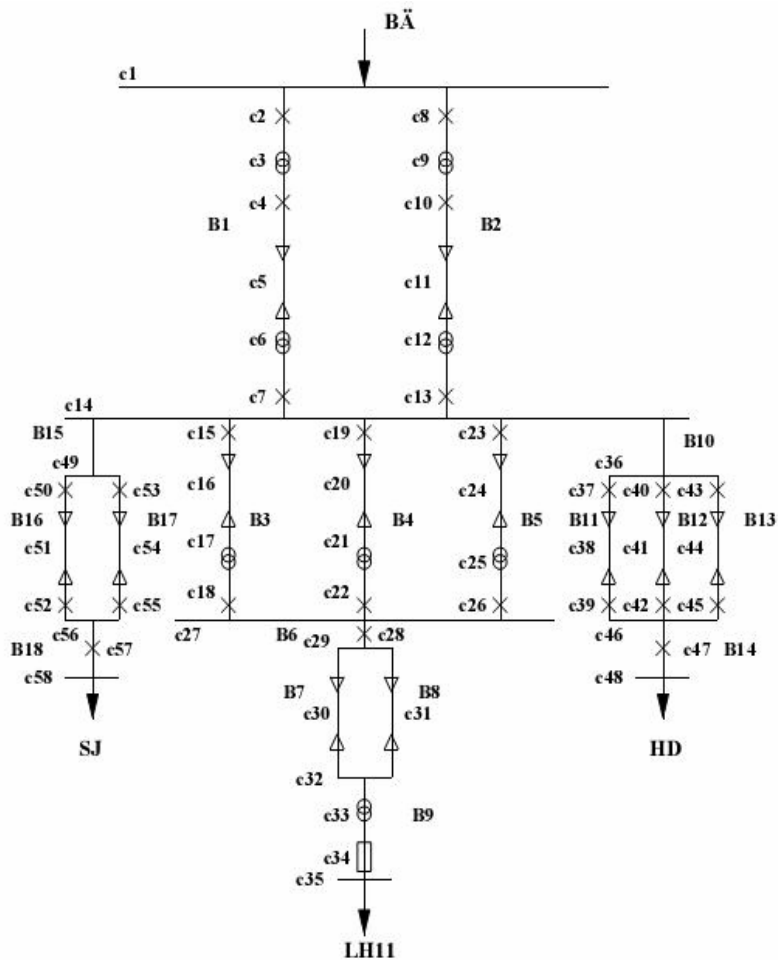 BÄ
c1
c2 c8
c3 c9
c4 c10
B1 B2
c5 c11
c6 c12
c7 c13
c14
B15 c15 c19 c23 B10
c49 c36
c50 c53 c16 c20 c24 c37 c40 c43
B16 B17 B3 B4 B5 B11 B12 B13
c51 c54 c17 c21 c25 c38 c41 c44
c52 c55 c18 c22 c26 c39 c42 c45
c56 c27 B6 c28 c46
B18 c57 c29 c47 B14
c58 c48
B7 B8
c30 c31
SJ HD
c32
c33 B9
c34
c35
LH11